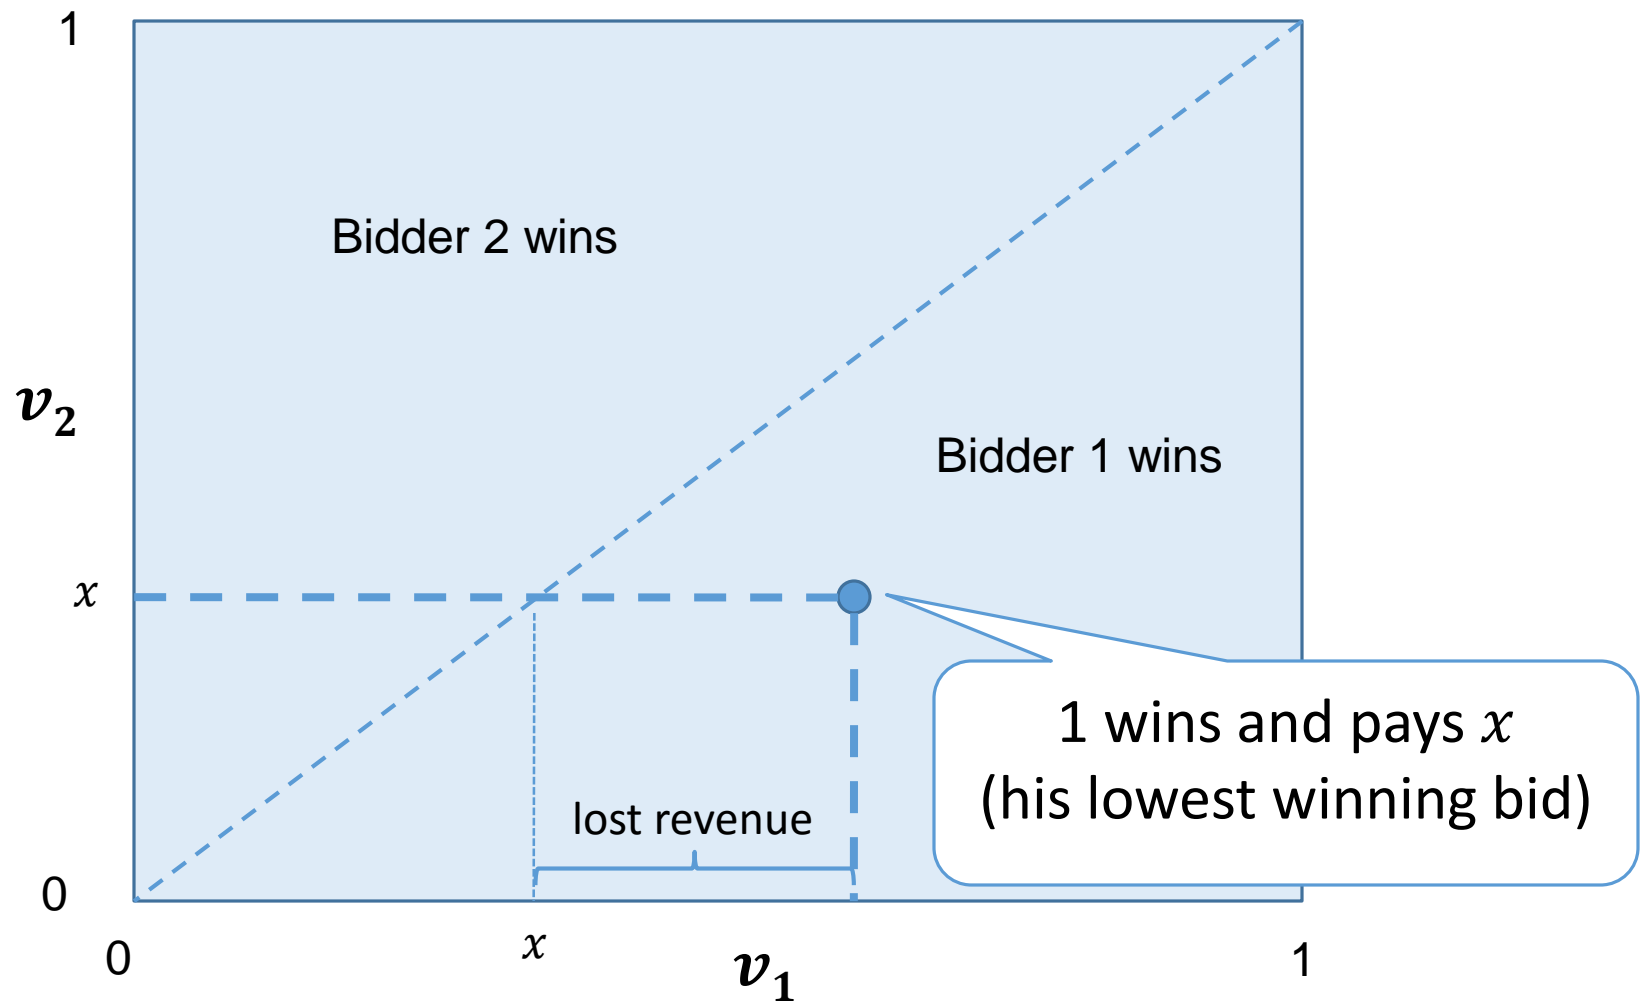 1
Bidder 2 wins
v₂
Bidder 1 wins
x
1 wins and pays x
(his lowest winning bid)
lost revenue
0
0
x
v₁
1